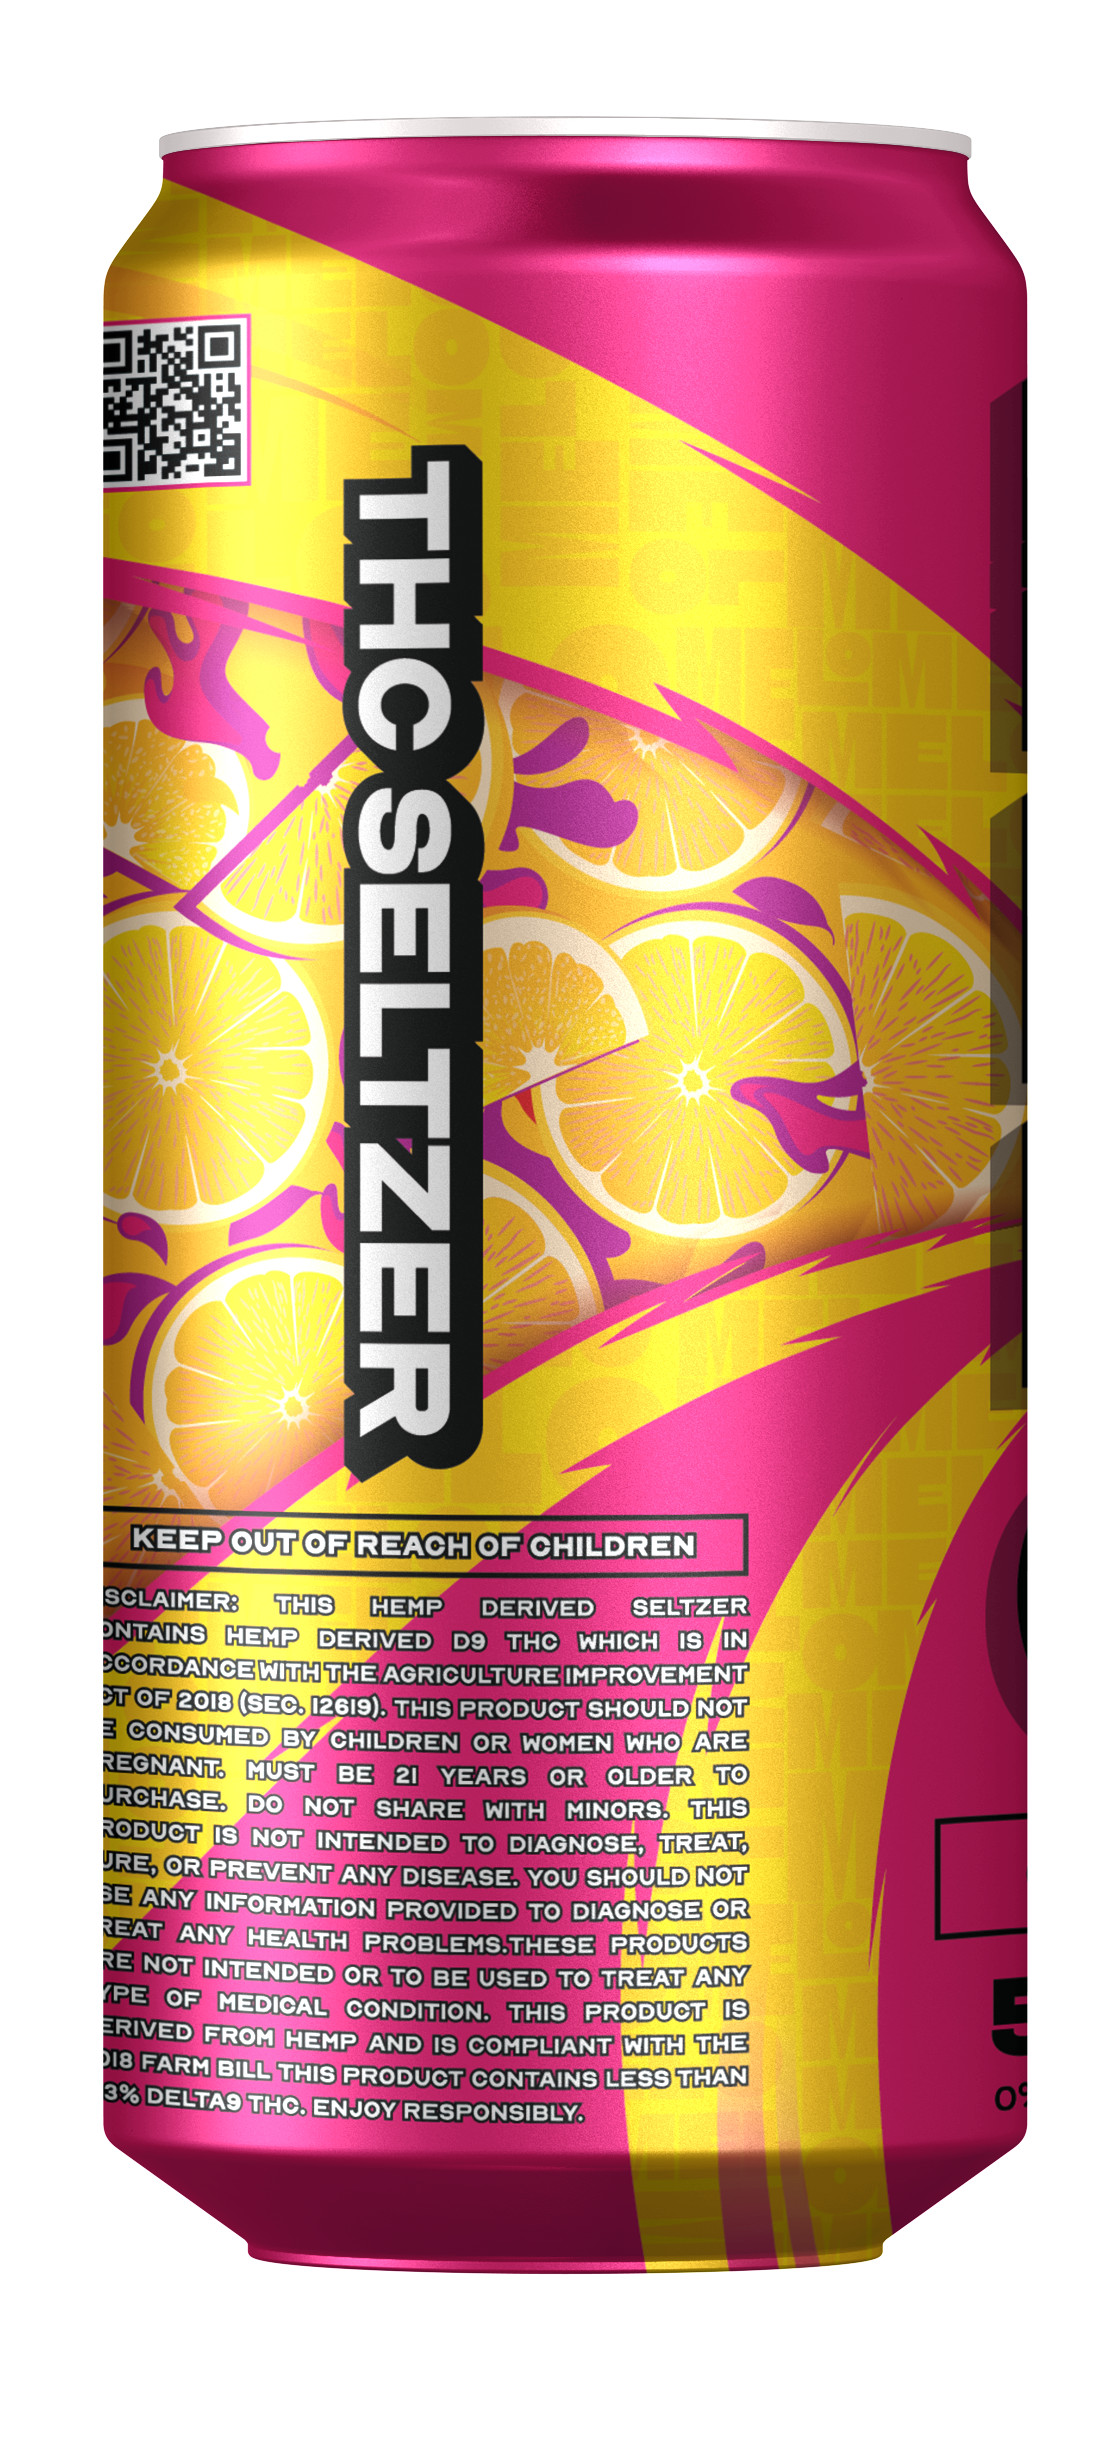 THC SELTZER
KEEP OUT OF REACH OF CHILDREN
SCLAIMER: THIS HEMP DERIVED SELTZER
ONTAINS HEMP DERIVED D9 THC WHICH IS IN
CCORDANCE WITH THE AGRICULTURE IMPROVEMENT
CT OF 2018 (SEC. 12619). THIS PRODUCT SHOULD NOT
E CONSUMED BY CHILDREN OR WOMEN WHO ARE
REGNANT. MUST BE 21 YEARS OR OLDER TO
URCHASE. DO NOT SHARE WITH MINORS. THIS
RODUCT IS NOT INTENDED TO DIAGNOSE, TREAT,
URE, OR PREVENT ANY DISEASE. YOU SHOULD NOT
SE ANY INFORMATION PROVIDED TO DIAGNOSE OR
REAT ANY HEALTH PROBLEMS.THESE PRODUCTS
RE NOT INTENDED OR TO BE USED TO TREAT ANY
YPE OF MEDICAL CONDITION. THIS PRODUCT IS
ERIVED FROM HEMP AND IS COMPLIANT WITH THE
018 FARM BILL THIS PRODUCT CONTAINS LESS THAN
3% DELTA9 THC. ENJOY RESPONSIBLY.
5
0%